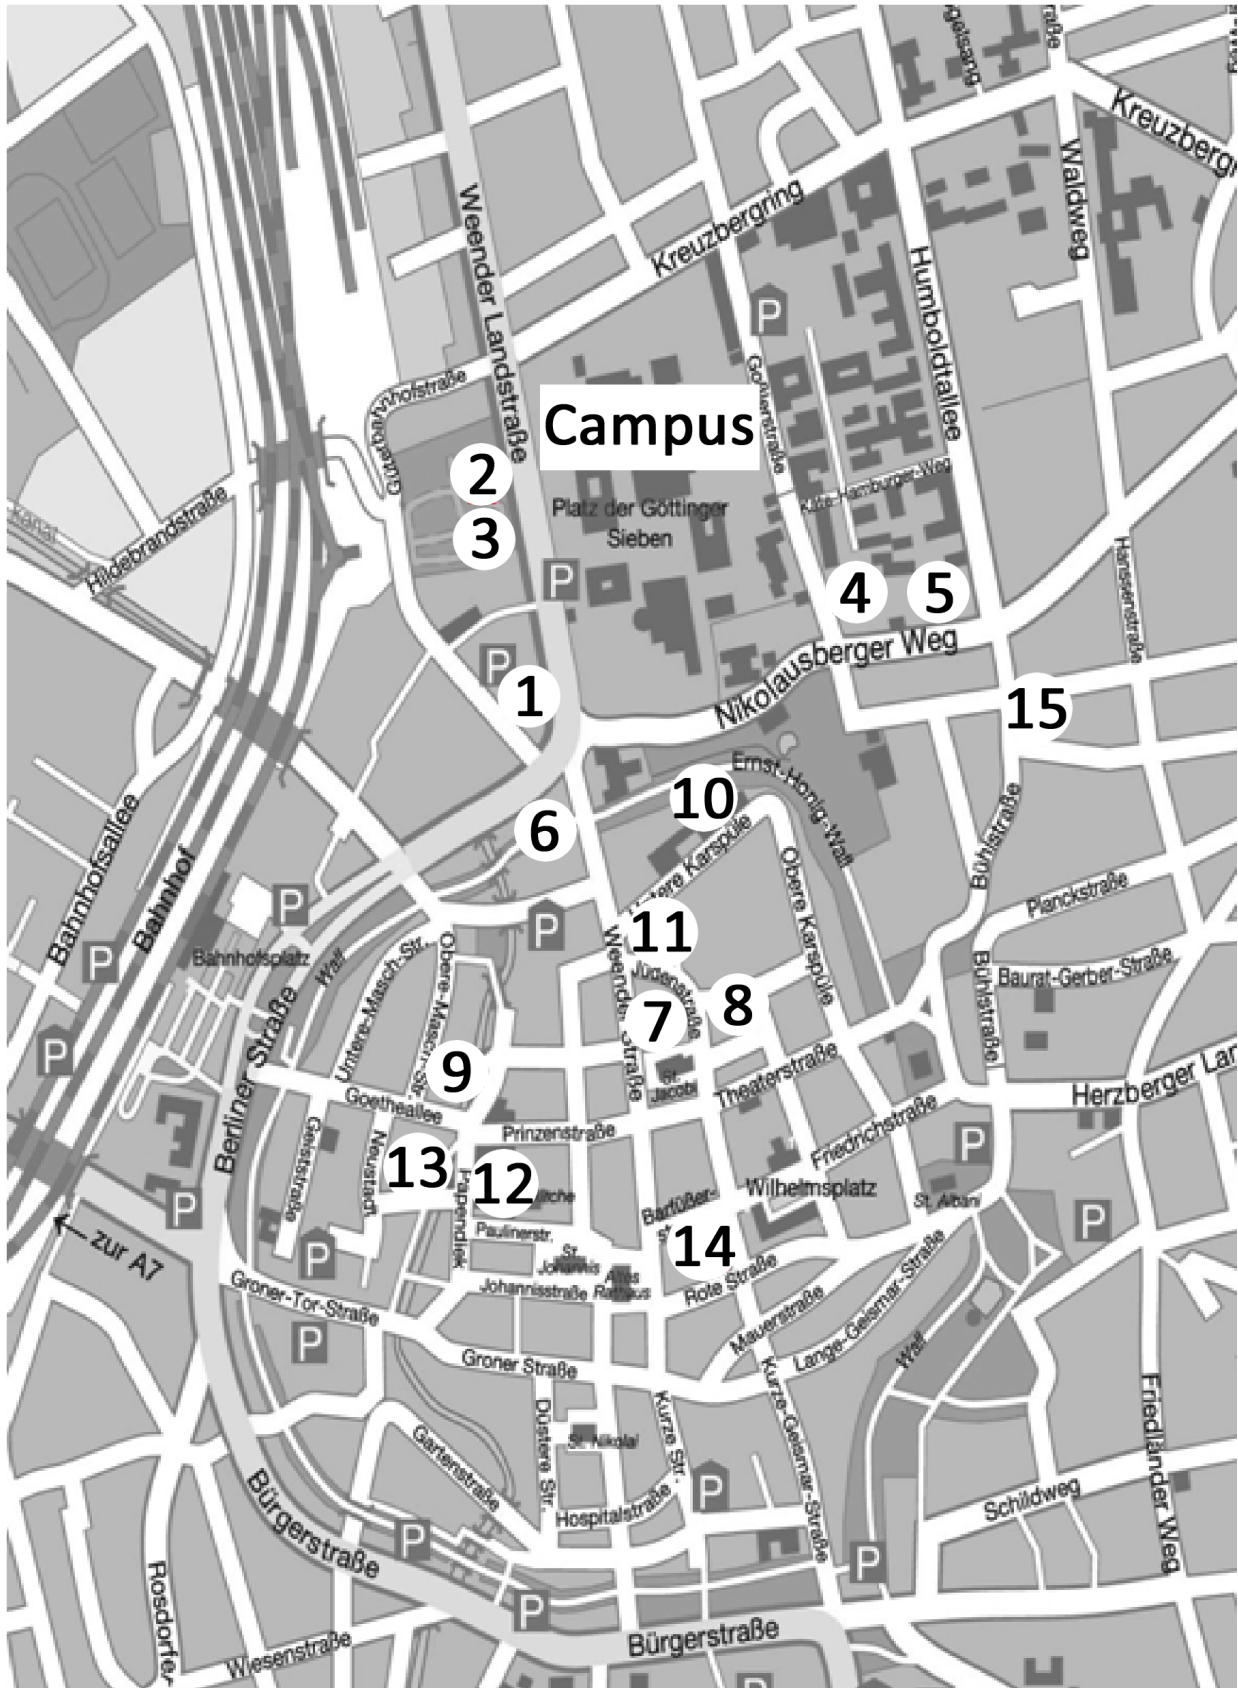 Kreuzbergring
Waldweg
Weender Landstraße
Kreuzbergring
Humboldtallee
P
Güterbahnhofstraße
Goßlerstraße
Campus
2
Käte-Hamburger-Weg
Hildebrandstraße
Kanal
Platz der Göttinger
Sieben
3
Hanssenstraße
P
4
5
P
Nikolausberger Weg
1
15
Ernst-Honig-Wall
10
6
Bahnhofsallee
Bahnhof
Untere Karspüle
Obere Karspüle
Bühlstraße
Planckstraße
P
P
11
P
Bahnhofsplatz
Wall
Untere-Masch-Str.
Obere-Masch-Str.
Weender Straße
Jüdenstraße
Bühlstraße
Baurat-Gerber-Straße
8
7
P
Berliner Straße
9
St.
Jacobi
Theaterstraße
Goetheallee
Herzberger Lan
Prinzenstraße
Friedrichstraße
P
Geiststraße
Neustadt
13
Papendiek
12
Wilhelmsplatz
St. Albani
P
Barfüßer-
P
zur A7
P
Paulinerstr.
14
St.
Johannis
Altes
Rathaus
Johannisstraße
Rote Straße
Groner-Tor-Straße
P
Mauerstraße
Lange-Geismar-Straße
Wall
Groner Straße
Kurze-Geismar-Straße
Friedländer Weg
Düstere Str.
Kurze Str.
St. Nikolai
Gartenstraße
P
Hospitalstraße
Schildweg
Bürgerstraße
P
P
P
Rosdorfer
Wiesenstraße
Bürgerstraße
P
P